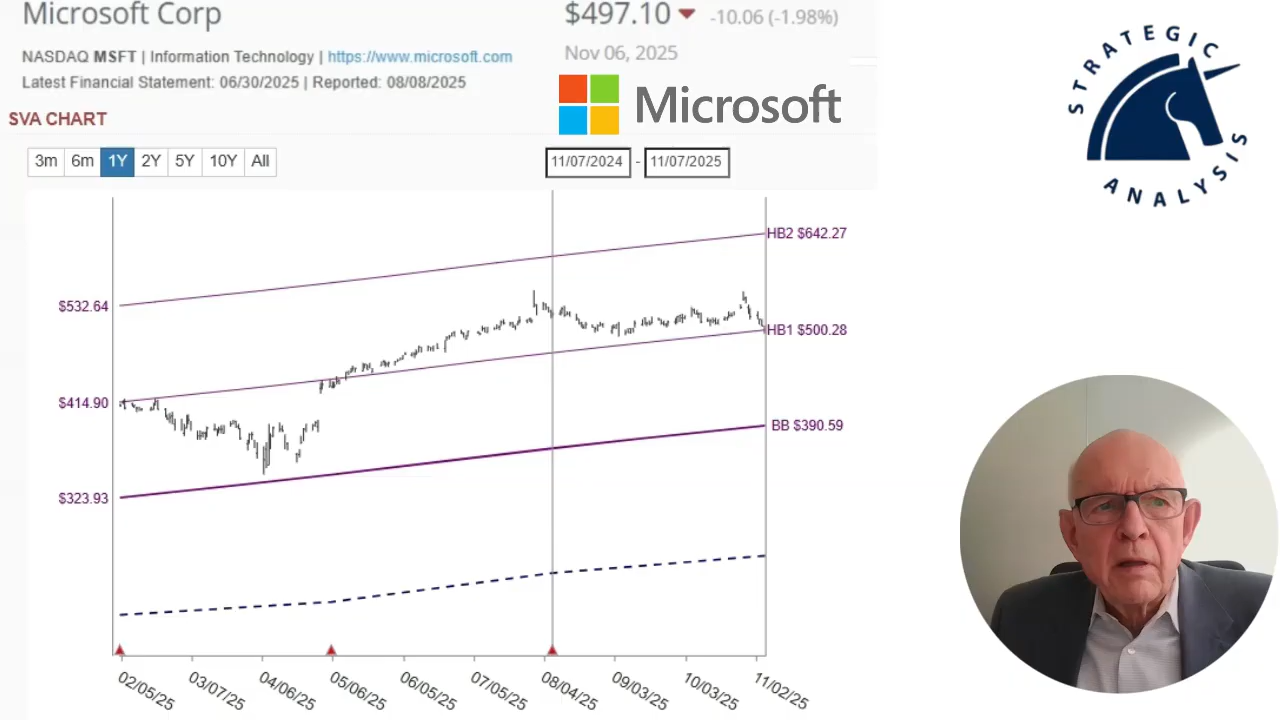 Microsoft Corp
$497.10 -10.06 (-1.98%)
NASDAQ MSFT | Information Technology | https://www.microsoft.com
Nov 06, 2025
Latest Financial Statement: 06/30/2025 | Reported: 08/08/2025
Microsoft
SVA CHART
3m 6m 1Y 2Y 5Y 10Y All
11/07/2024 - 11/07/2025
STRATEGIC
ANALYSIS
HB2 $642.27
$532.64
HB1 $500.28
$414.90
BB $390.59
$323.93
02/05/25 03/07/25 04/06/25 05/06/25 06/05/25 07/05/25 08/04/25 09/03/25 10/03/25 11/02/25